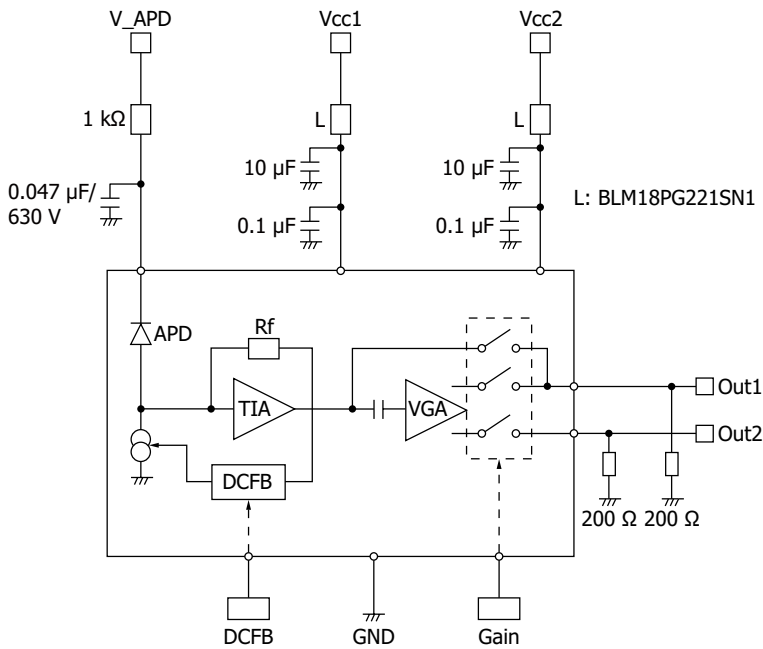 V_APD
Vcc1
Vcc2
1 kΩ
L
L
0.047 µF/
630 V
10 µF
10 µF
L: BLM18PG221SN1
0.1 µF
0.1 µF
APD
Rf
TIA
VGA
Out1
Out2
DCFB
200 Ω
200 Ω
DCFB
GND
Gain